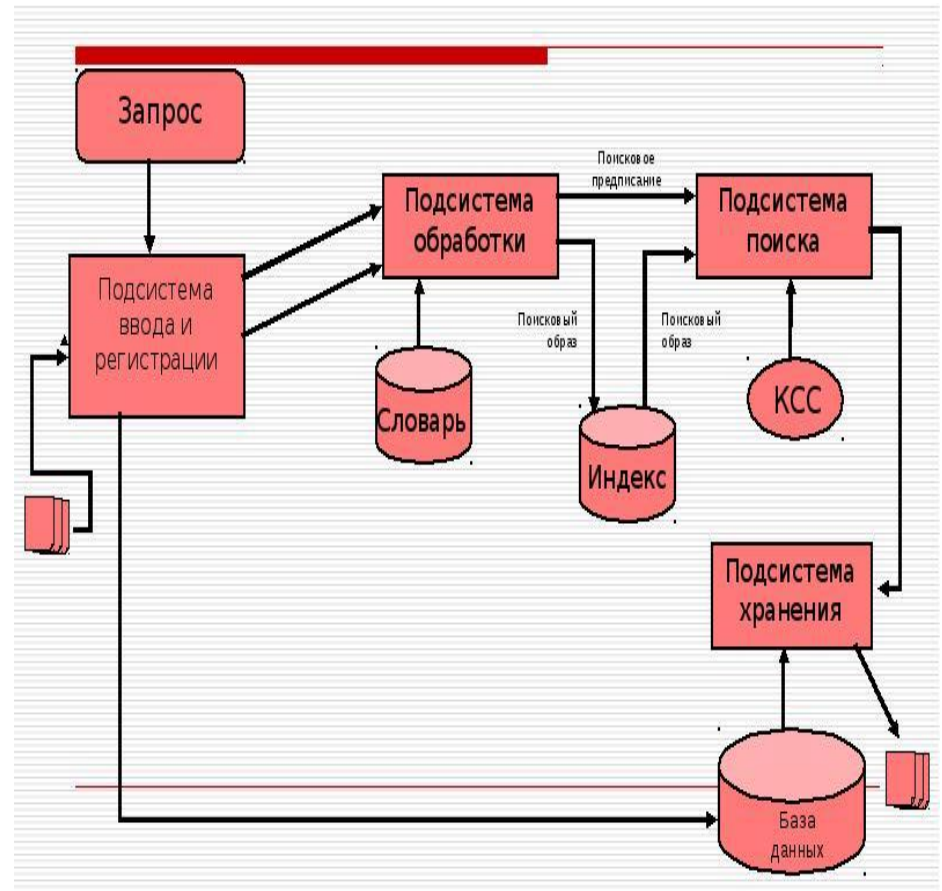 Запрос
Поисковое
предписание
Подсистема
обработки
Подсистема
поиска
Подсистема
ввода и
регистрации
Поисковый
образ
Поисковый
образ
Словарь
КСС
Индекс
Подсистема
хранения
База
данных